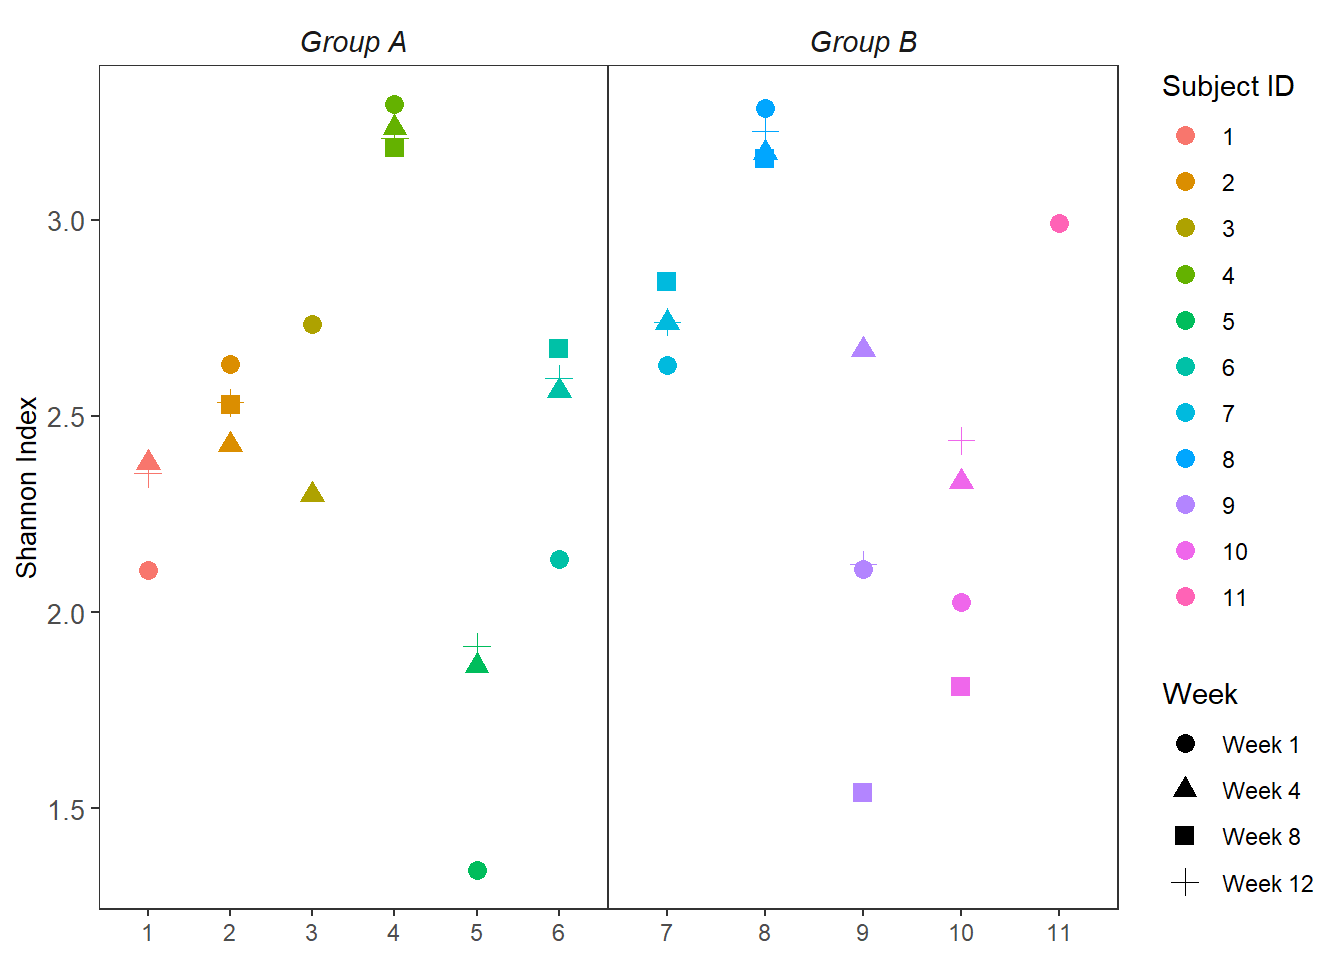 Group A
Group B
Shannon Index
3.0
2.5
2.0
1.5
1 2 3 4 5 6 7 8 9 10 11
Subject ID
1
2
3
4
5
6
7
8
9
10
11
Week
Week 1
Week 4
Week 8
Week 12